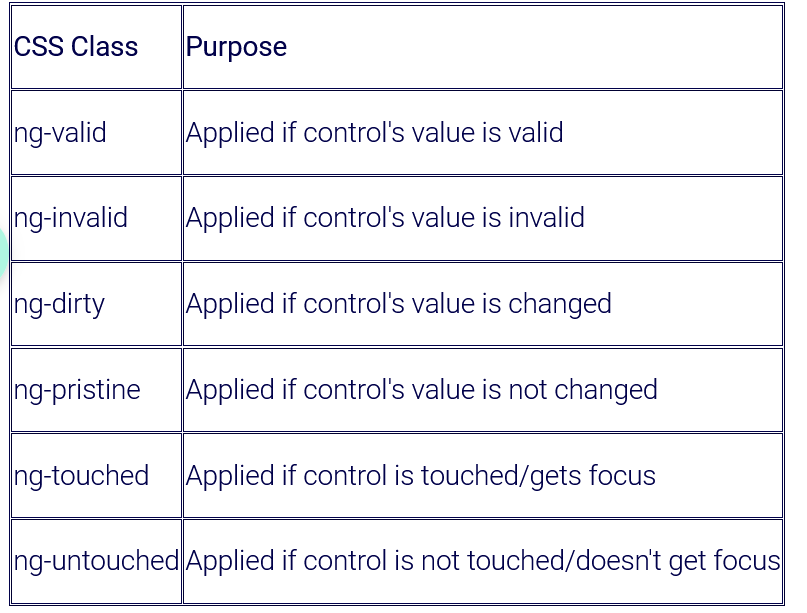 CSS Class Purpose
ng-valid Applied if control's value is valid
ng-invalid Applied if control's value is invalid
ng-dirty Applied if control's value is changed
ng-pristine Applied if control's value is not changed
ng-touched Applied if control is touched/gets focus
ng-untouched Applied if control is not touched/doesn't get focus